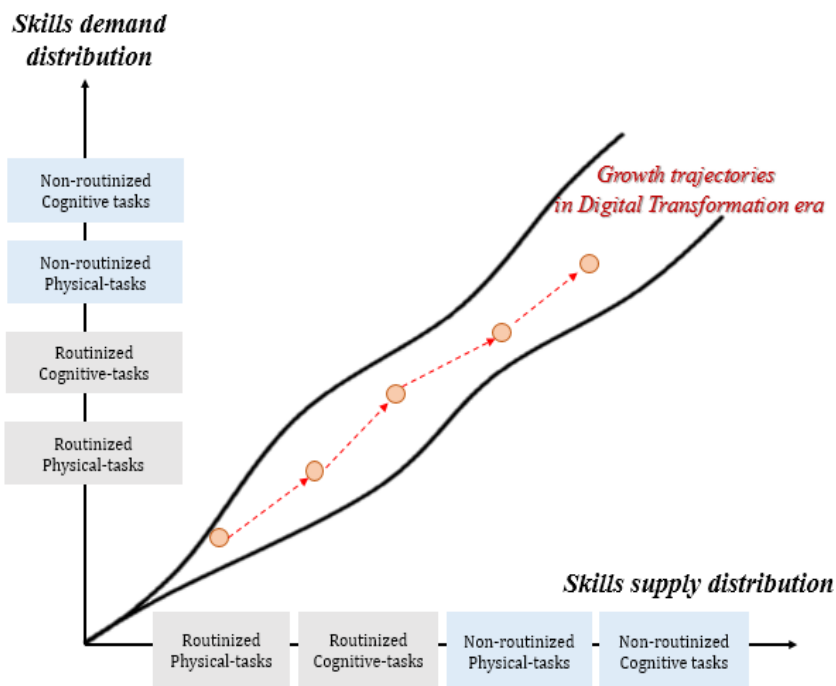 Skills demand
distribution
Non-routinized
Cognitive tasks
Non-routinized
Physical-tasks
Routinized
Cognitive-tasks
Routinized
Physical-tasks
Growth trajectories
in Digital Transformation era
Skills supply distribution
Routinized
Physical-tasks
Routinized
Cognitive-tasks
Non-routinized
Physical-tasks
Non-routinized
Cognitive tasks